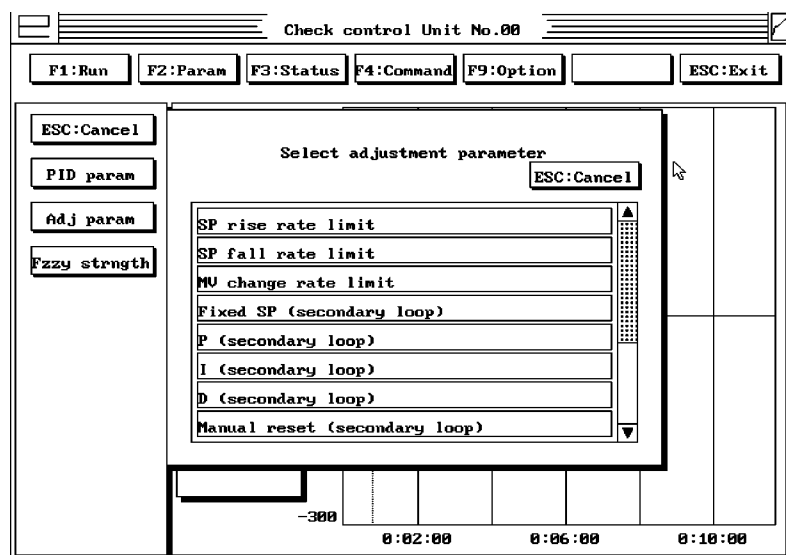 Check control Unit No.00
F1:Run F2:Param F3:Status F4:Command F9:Option ESC:Exit
ESC:Cancel
PID param
Adj param
Fzzy strngth
Select adjustment parameter
ESC:Cancel
SP rise rate limit
SP fall rate limit
MV change rate limit
Fixed SP (secondary loop)
P (secondary loop)
I (secondary loop)
D (secondary loop)
Manual reset (secondary loop)
-300
0:02:00 0:06:00 0:10:00